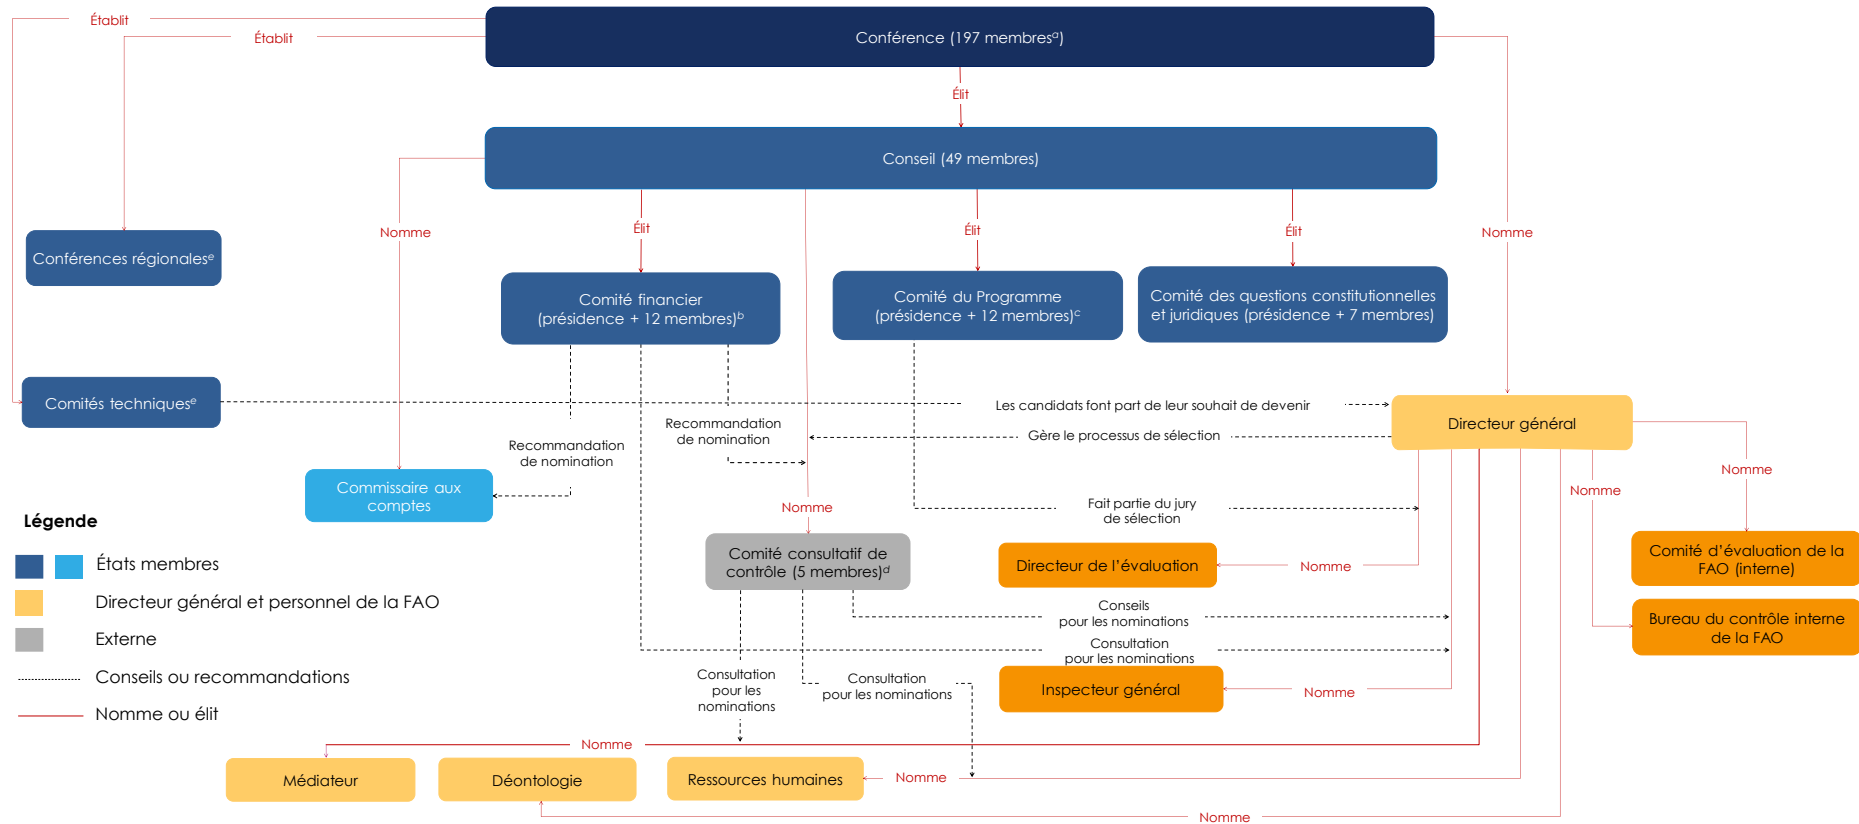 Établit
Établit
Conférence (197 membresᵃ)
Élit
Conseil (49 membres)
Nomme
Élit
Élit
Élit
Nomme
Conférences régionalesᵉ
Comité financier
(présidence + 12 membres)ᵇ
Comité du Programme
(présidence + 12 membres)ᶜ
Comité des questions constitutionnelles
et juridiques (présidence + 7 membres)
Comités techniquesᵉ
Les candidats font part de leur souhait de devenir
Directeur général
Recommandation
de nomination
Gère le processus de sélection
Recommandation
de nomination
Nomme
Nomme
Commissaire aux
comptes
Nomme
Fait partie du jury
de sélection
Légende
États membres
Directeur général et personnel de la FAO
Externe
Conseils ou recommandations
Nomme ou élit
Comité consultatif de
contrôle (5 membres)ᵈ
Directeur de l’évaluation
Nomme
Comité d’évaluation de la
FAO (interne)
Conseils
pour les nominations
Bureau du contrôle interne
de la FAO
Consultation
pour les nominations
Consultation
pour les
nominations
Consultation
pour les nominations
Inspecteur général
Nomme
Nomme
Médiateur
Déontologie
Ressources humaines
Nomme
Nomme